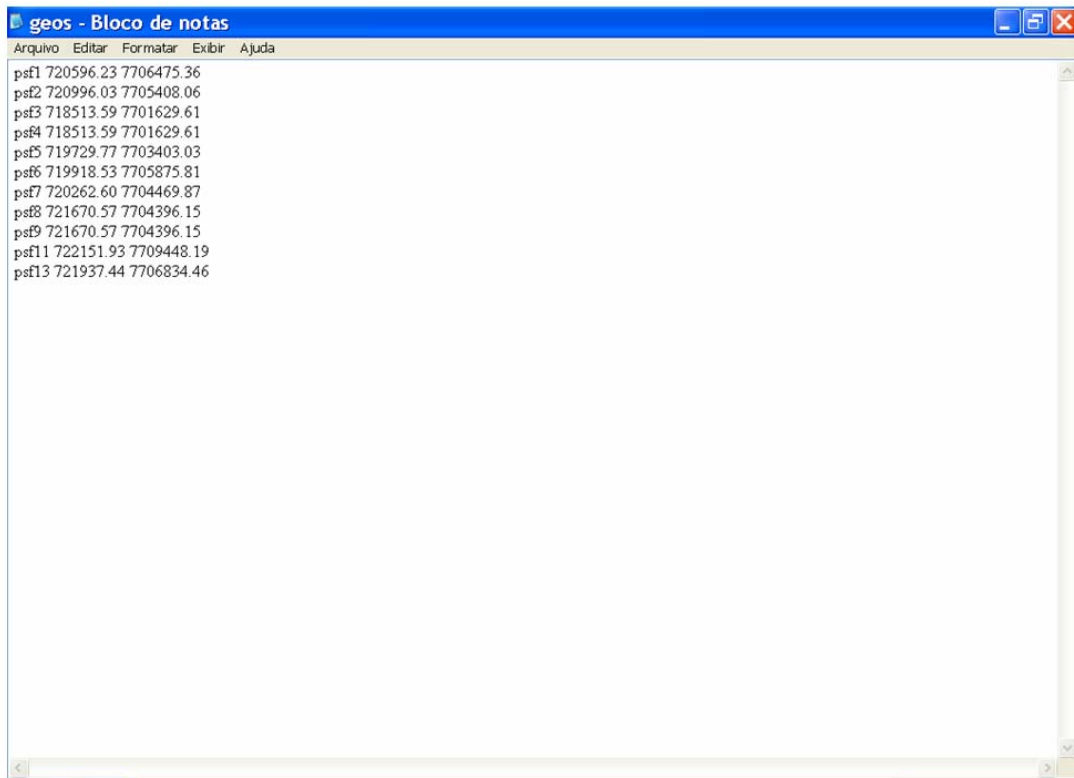 geos - Bloco de notas
Arquivo Editar Formatar Exibir Ajuda
psf1 720596.23 7706475.36
psf2 720996.03 7705408.06
psf3 718513.59 7701629.61
psf4 718513.59 7701629.61
psf5 719729.77 7703403.03
psf6 719918.53 7705875.81
psf7 720262.60 7704469.87
psf8 721670.57 7704396.15
psf9 721670.57 7704396.15
psf11 722151.93 7709448.19
psf13 721937.44 7706834.46